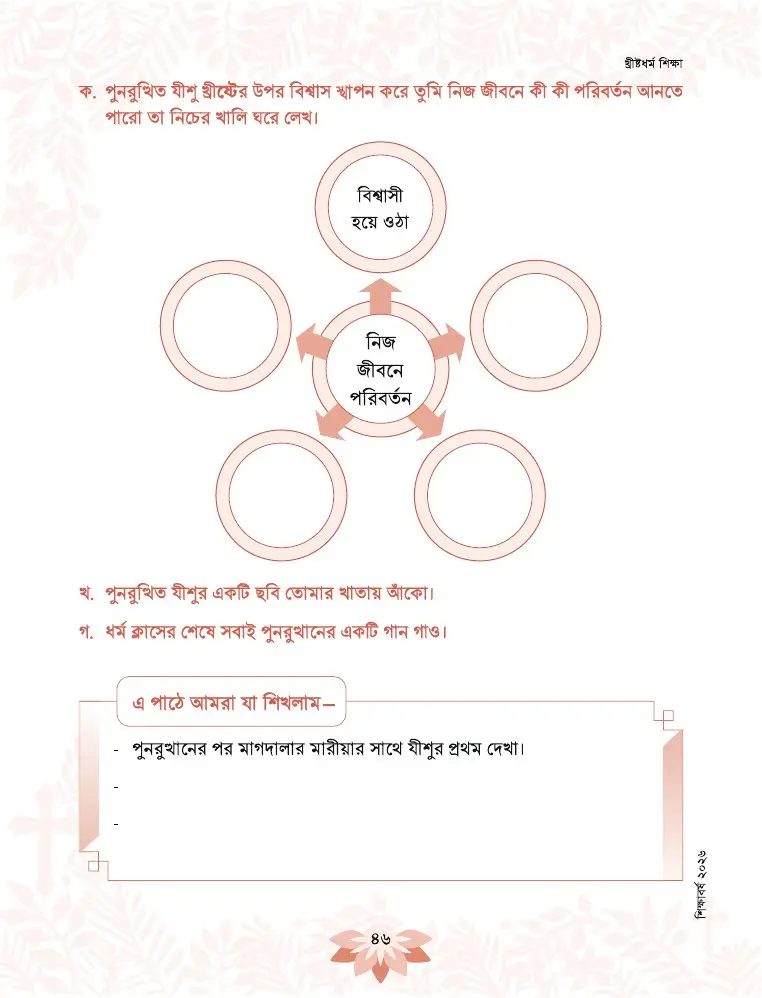 খ্রীষ্টধর্ম শিক্ষা
ক. পুনরুত্থিত যীশু খ্রীষ্টের উপর বিশ্বাস স্থাপন করে তুমি নিজ জীবনে কী কী পরিবর্তন আনতে
পারো তা নিচের খালি ঘরে লেখ।
বিশ্বাসী
হয়ে ওঠা
নিজ
জীবনে
পরিবর্তন
খ. পুনরুত্থিত যীশুর একটি ছবি তোমার খাতায় আঁকো।
গ. ধর্ম ক্লাসের শেষে সবাই পুনরুত্থানের একটি গান গাও।
এ পাঠে আমরা যা শিখলাম–
- পুনরুত্থানের পর মাগদালার মারীয়ার সাথে যীশুর প্রথম দেখা।
-
-
শিক্ষাবর্ষ ২০২৬
৪৬